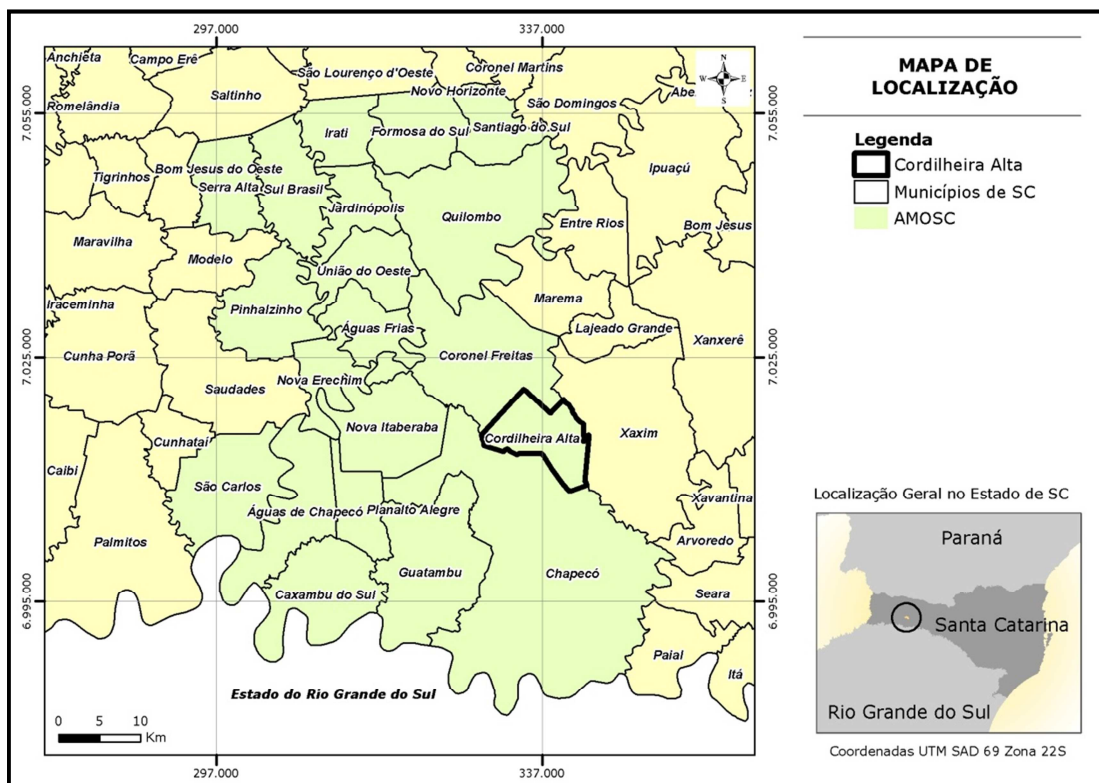 297.000
337.000
7.055.000
7.055.000
7.025.000
7.025.000
6.995.000
6.995.000
297.000
337.000
N
W
E
S
Anchieta
Campo Erê
São Lourenço d'Oeste
Coronel Martins
Saltinho
Novo Horizonte
Romelândia
São Domingos
Irati
Formosa do Sul
Santiago do Sul
Bom Jesus do Oeste
Ipuaçú
Tigrinhos
Serra Alta
Sul Brasil
Jardinópolis
Quilombo
Entre Rios
Bom Jesus
Maravilha
Modelo
União do Oeste
Iraceminha
Pinhalzinho
Marema
Águas Frias
Lajeado Grande
Xanxerê
Cunha Porã
Coronel Freitas
Saudades
Nova Erechim
Cunhataí
Nova Itaberaba
Cordilheira Alta
Xaxim
Caibi
São Carlos
Xavantina
Águas de Chapecó
Planalto Alegre
Palmitos
Arvoredo
Guatambu
Chapecó
Caxambu do Sul
Seara
Paial
Itá
Estado do Rio Grande do Sul
0 5 10
Km
MAPA DE
LOCALIZAÇÃO
Legenda
Cordilheira Alta
Municípios de SC
AMOSC
Localização Geral no Estado de SC
Paraná
Santa Catarina
Rio Grande do Sul
Coordenadas UTM SAD 69 Zona 22S